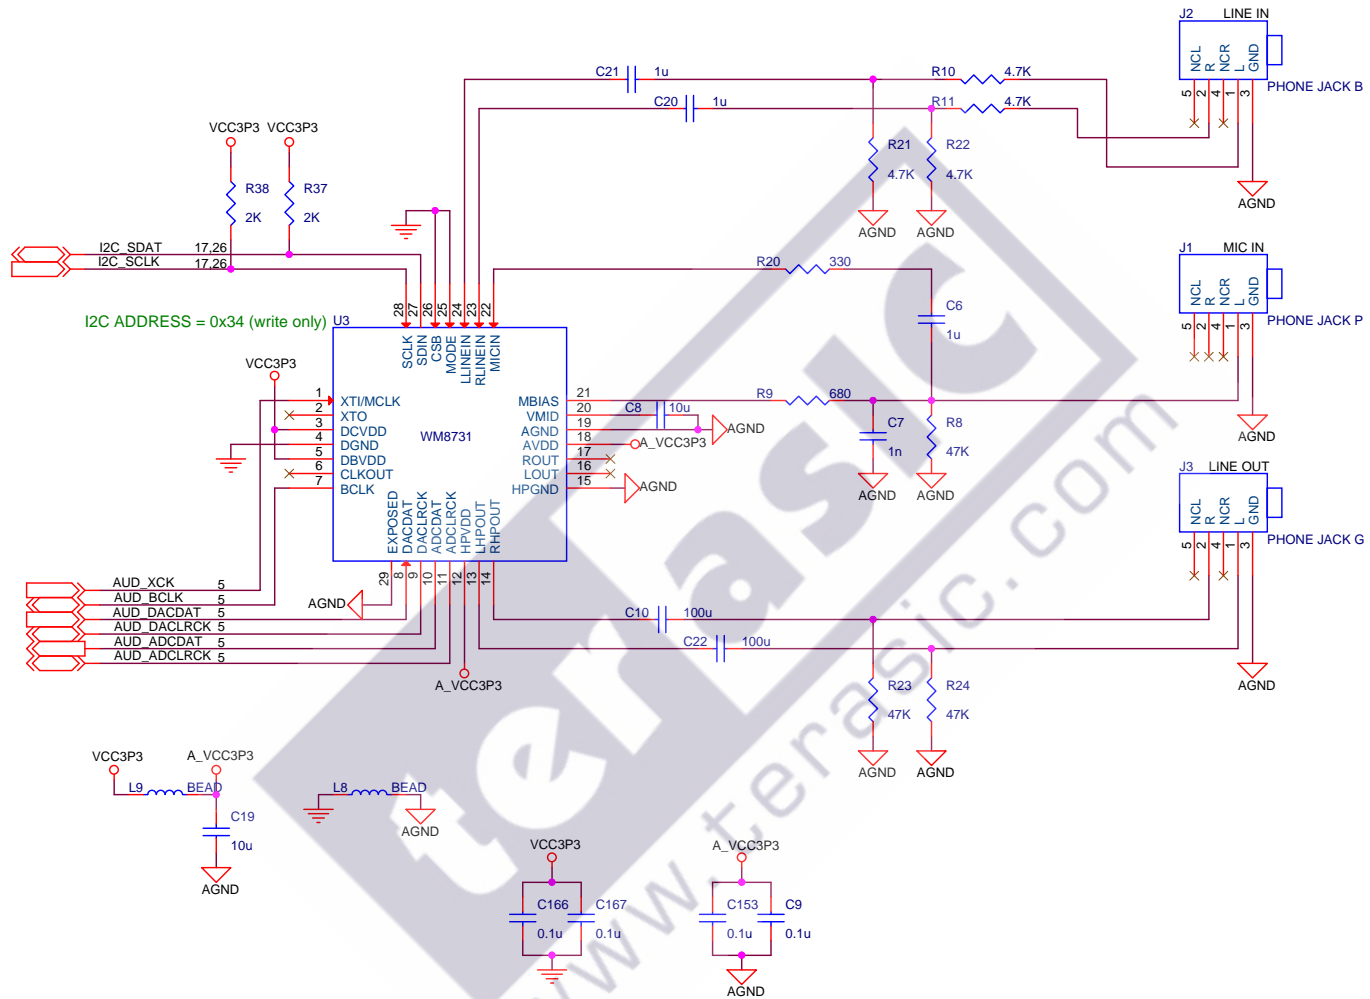 J2 LINE IN
NCL
R
NCR
L
GND
5
2
4
1
3
PHONE JACK B
C21 1u
R10 4.7K
C20 1u
R11 4.7K
R21
4.7K
R22
4.7K
AGND
AGND
AGND
VCC3P3 VCC3P3
R38
2K
R37
2K
I2C_SDAT 17,26
I2C_SCLK 17,26
J1 MIC IN
NCL
R
NCR
L
GND
5
2
4
1
3
PHONE JACK P
R20 330
C6
1u
I2C ADDRESS = 0x34 (write only)
U3
28
27
26
25
24
23
22
SCLK
SDIN
CSB
MODE
LLINEIN
RLINEIN
MICIN
VCC3P3
1 XTI/MCLK
2 XTO
3 DCVDD
4 DGND
5 DBVDD
6 CLKOUT
7 BCLK
WM8731
MBIAS 21
VMID 20
AGND 19
AVDD 18
ROUT 17
LOUT 16
HPGND 15
R9 680
C8 10u
AGND
A_VCC3P3
AGND
C7
1n
R8
47K
AGND
AGND
AGND
J3 LINE OUT
NCL
R
NCR
L
GND
5
2
4
1
3
PHONE JACK G
EXPOSED
DACDAT
DACLRCK
ADCDAT
ADCLRCK
HPVDD
LHPOUT
RHPOUT
29
8
9
10
11
12
13
14
AUD_XCK 5
AUD_BCLK 5
AUD_DACDAT 5
AUD_DACLRCK 5
AUD_ADCDAT 5
AUD_ADCLRCK 5
AGND
A_VCC3P3
C10 100u
C22 100u
R23
47K
R24
47K
AGND
AGND
AGND
VCC3P3
A_VCC3P3
L9 BEAD
C19
10u
AGND
L8 BEAD
AGND
VCC3P3
C166
0.1u
C167
0.1u
A_VCC3P3
C153
0.1u
C9
0.1u
AGND
terasic
www.terasic.com